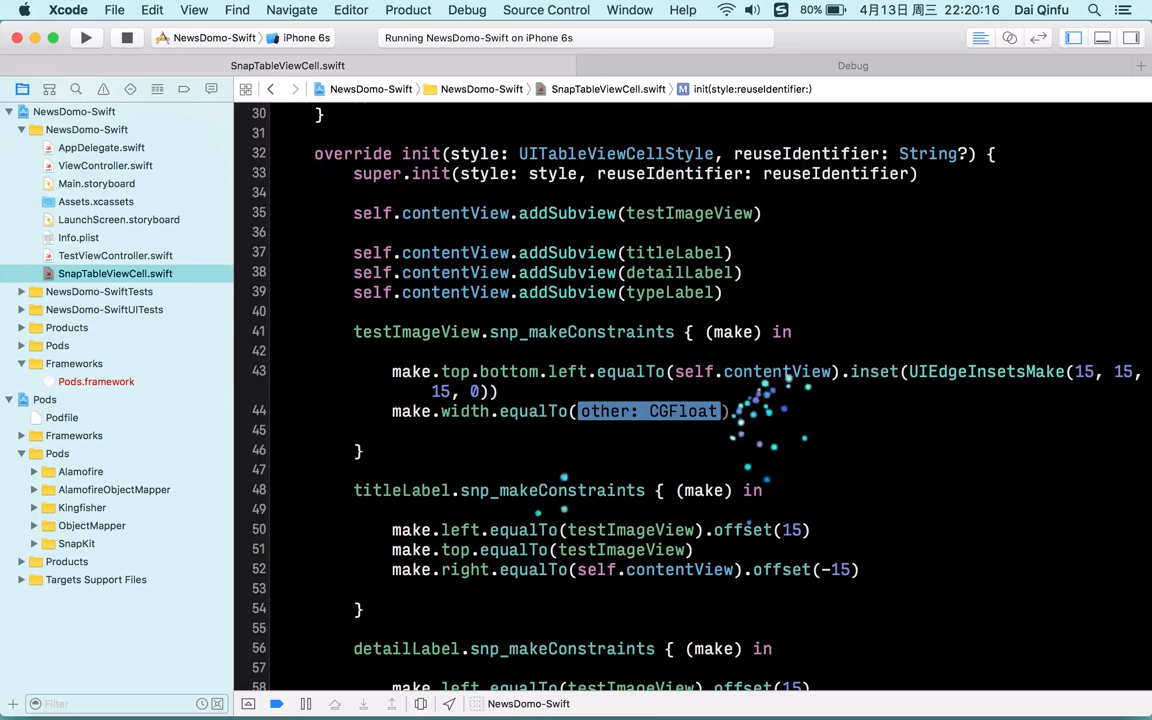 Xcode File Edit View Find Navigate Editor Product Debug Source Control Window Help S 80% 4月13日 周三 22:20:16 Dai Qinfu
NewsDomo-Swift iPhone 6s Running NewsDomo-Swift on iPhone 6s
SnapTableViewCell.swift Debug
NewsDomo-Swift NewsDomo-Swift SnapTableViewCell.swift M init(style:reuseIdentifier:)
NewsDomo-Swift
NewsDomo-Swift
AppDelegate.swift
ViewController.swift
Main.storyboard
Assets.xcassets
LaunchScreen.storyboard
Info.plist
TestViewController.swift
SnapTableViewCell.swift
NewsDomo-SwiftTests
NewsDomo-SwiftUITests
Products
Pods
Frameworks
Pods.framework
Pods
Podfile
Frameworks
Pods
Alamofire
AlamofireObjectMapper
Kingfisher
ObjectMapper
SnapKit
Products
Targets Support Files
Filter
30 }
31
32 override init(style: UITableViewCellStyle, reuseIdentifier: String?) {
33 super.init(style: style, reuseIdentifier: reuseIdentifier)
34
35 self.contentView.addSubview(testImageView)
36
37 self.contentView.addSubview(titleLabel)
38 self.contentView.addSubview(detailLabel)
39 self.contentView.addSubview(typeLabel)
40
41 testImageView.snp_makeConstraints { (make) in
42
43 make.top.bottom.left.equalTo(self.contentView).inset(UIEdgeInsetsMake(15, 15,
15, 0))
44 make.width.equalTo(other: CGFloat)
45
46 }
47
48 titleLabel.snp_makeConstraints { (make) in
49
50 make.left.equalTo(testImageView).offset(15)
51 make.top.equalTo(testImageView)
52 make.right.equalTo(self.contentView).offset(-15)
53
54 }
55
56 detailLabel.snp_makeConstraints { (make) in
57
58 make.left.equalTo(testImageView).offset(15)
NewsDomo-Swift